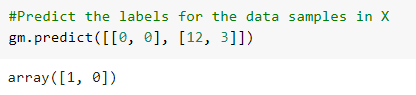 #Predict the labels for the data samples in X
gm.predict([[0, 0], [12, 3]])
array([1, 0])